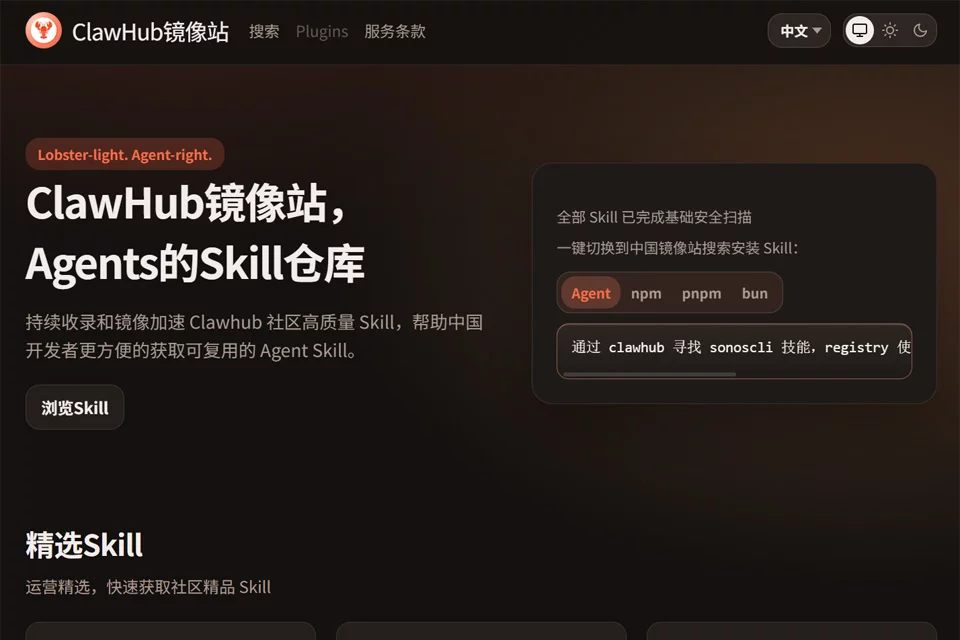 ClawHub镜像站
搜索
Plugins
服务条款
中文
Lobster-light. Agent-right.
ClawHub镜像站，
Agents的Skill仓库
持续收录和镜像加速 Clawhub 社区高质量 Skill，帮助中国
开发者更方便的获取可复用的 Agent Skill。
浏览Skill
全部 Skill 已完成基础安全扫描
一键切换到中国镜像站搜索安装 Skill：
Agent
npm
pnpm
bun
通过 clawhub 寻找 sonoscli 技能，registry 使
精选Skill
运营精选，快速获取社区精品 Skill